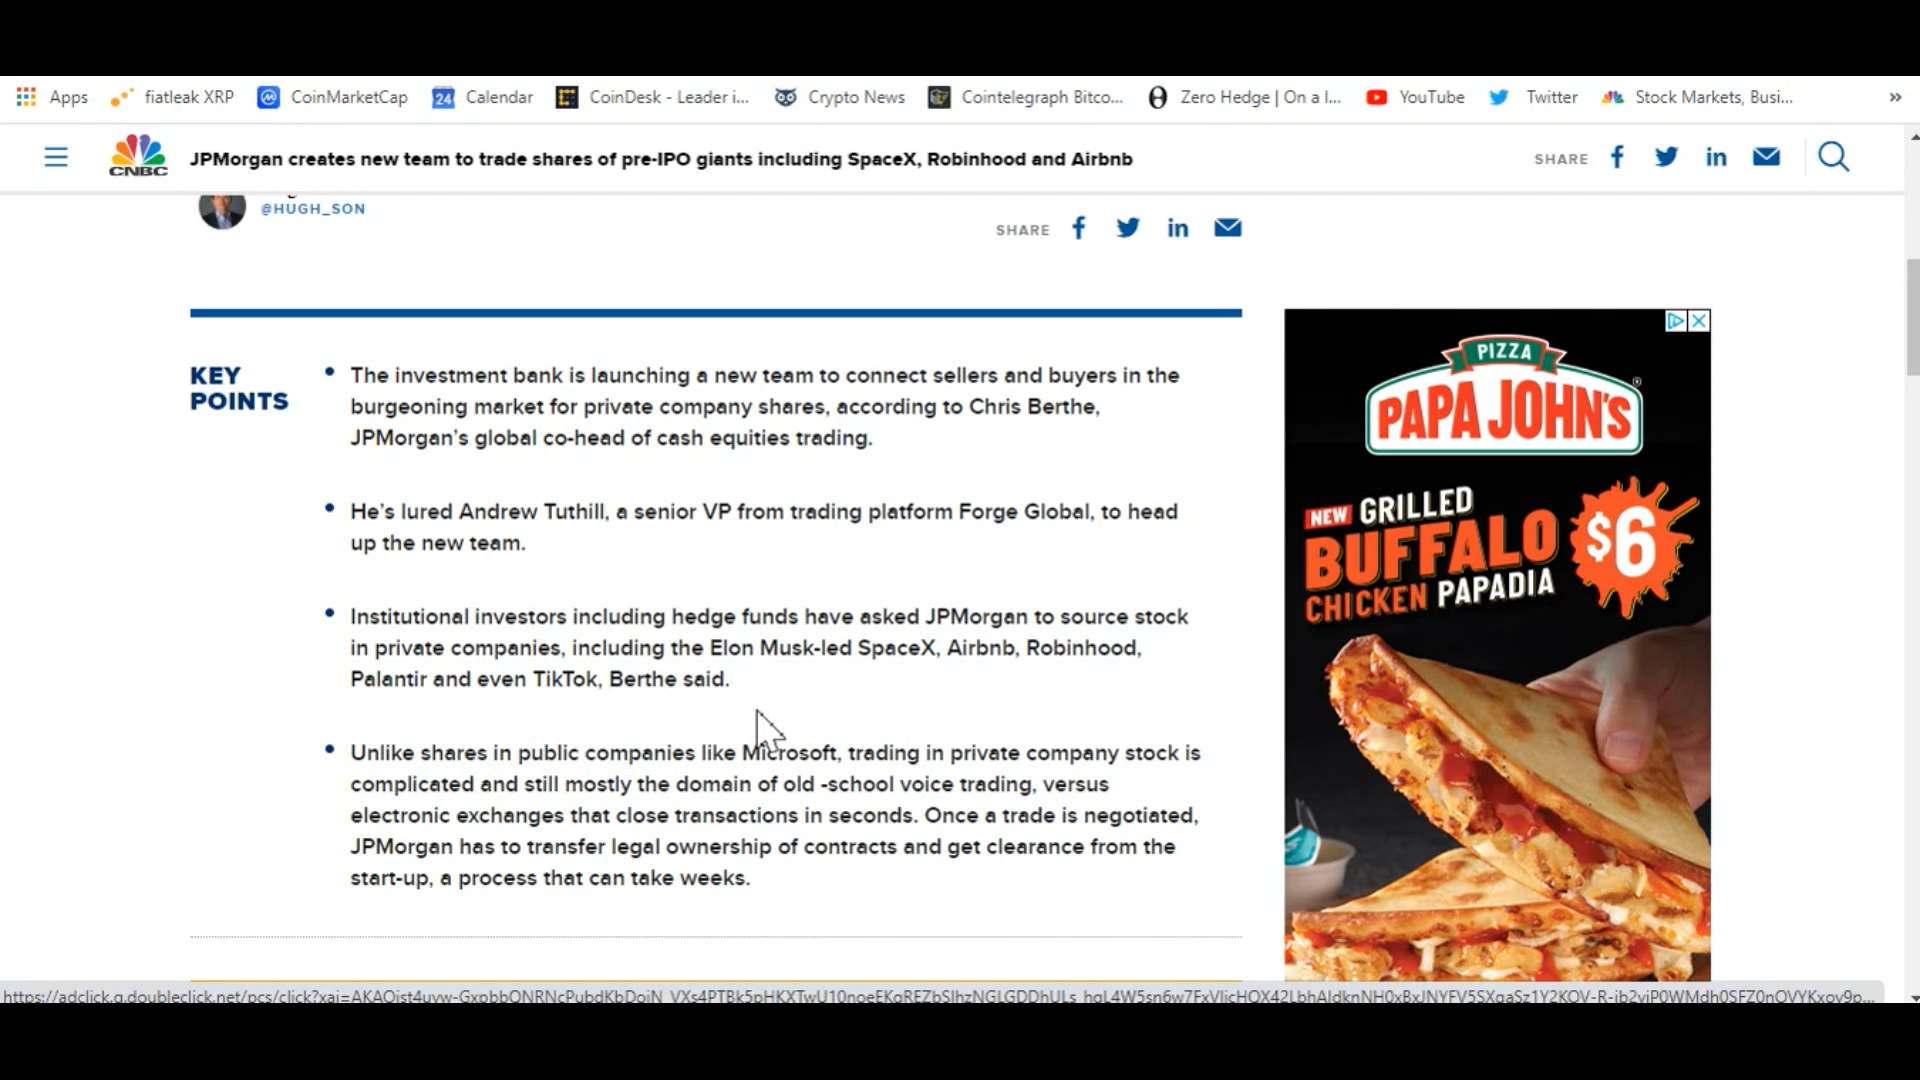 Apps fiatleak XRP CoinMarketCap 24 Calendar CoinDesk - Leader i... Crypto News Cointelegraph Bitco... Zero Hedge | On a l... YouTube Twitter Stock Markets, Busi... »
CNBC JPMorgan creates new team to trade shares of pre-IPO giants including SpaceX, Robinhood and Airbnb SHARE
@HUGH_SON
SHARE
KEY
POINTS
• The investment bank is launching a new team to connect sellers and buyers in the
burgeoning market for private company shares, according to Chris Berthe,
JPMorgan's global co-head of cash equities trading.
• He's lured Andrew Tuthill, a senior VP from trading platform Forge Global, to head
up the new team.
• Institutional investors including hedge funds have asked JPMorgan to source stock
in private companies, including the Elon Musk-led SpaceX, Airbnb, Robinhood,
Palantir and even TikTok, Berthe said.
• Unlike shares in public companies like Microsoft, trading in private company stock is
complicated and still mostly the domain of old -school voice trading, versus
electronic exchanges that close transactions in seconds. Once a trade is negotiated,
JPMorgan has to transfer legal ownership of contracts and get clearance from the
start-up, a process that can take weeks.
PIZZA
PAPA JOHN'S
NEW GRILLED
BUFFALO
CHICKEN PAPADIA
$6